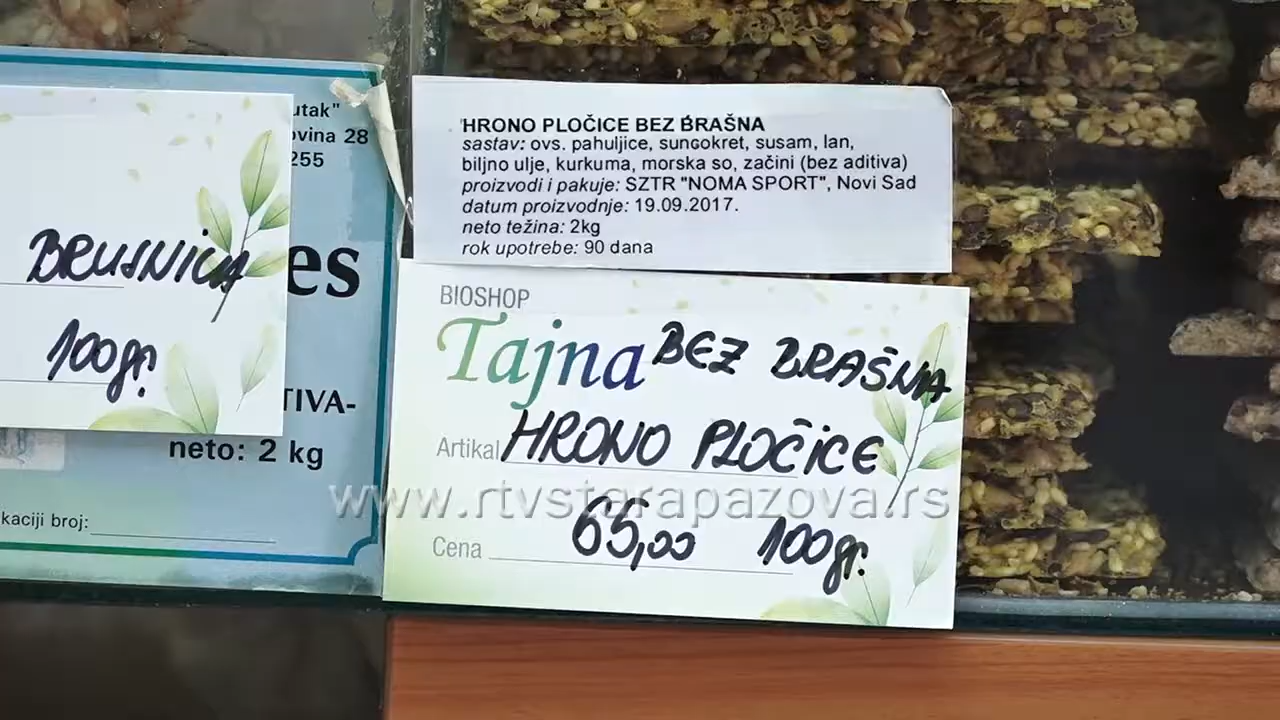 utak"
ovina 28
255
BRUSNICA
es
100gr.
TIVA-
neto: 2 kg
kaciji broj:
HRONO PLOČICE BEZ BRAŠNA
sastav: ovs. pahuljice, suncokret, susam, lan,
biljno ulje, kurkuma, morska so, začini (bez aditiva)
proizvodi i pakuje: SZTR "NOMA SPORT", Novi Sad
datum proizvodnje: 19.09.2017.
neto težina: 2kg
rok upotrebe: 90 dana
BIOSHOP
Tajna BEZ BRAŠNA
Artikal HRONO PLOČICE
www.rtvstarapazova.rs
Cena 65,00 100gr.